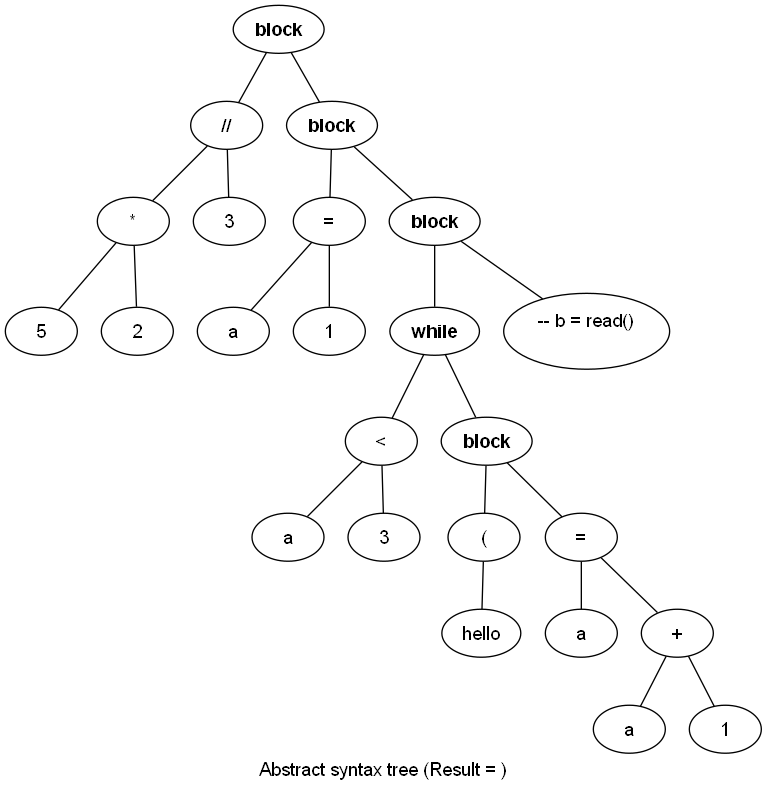 block
// block
* 3 = block
5 2 a 1 while -- b = read()
< block
a 3 ( =
hello a +
a 1
Abstract syntax tree (Result = )